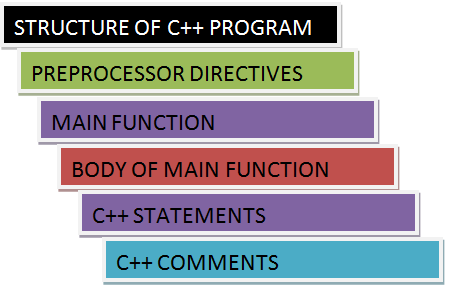 STRUCTURE OF C++ PROGRAM
PREPROCESSOR DIRECTIVES
MAIN FUNCTION
BODY OF MAIN FUNCTION
C++ STATEMENTS
C++ COMMENTS